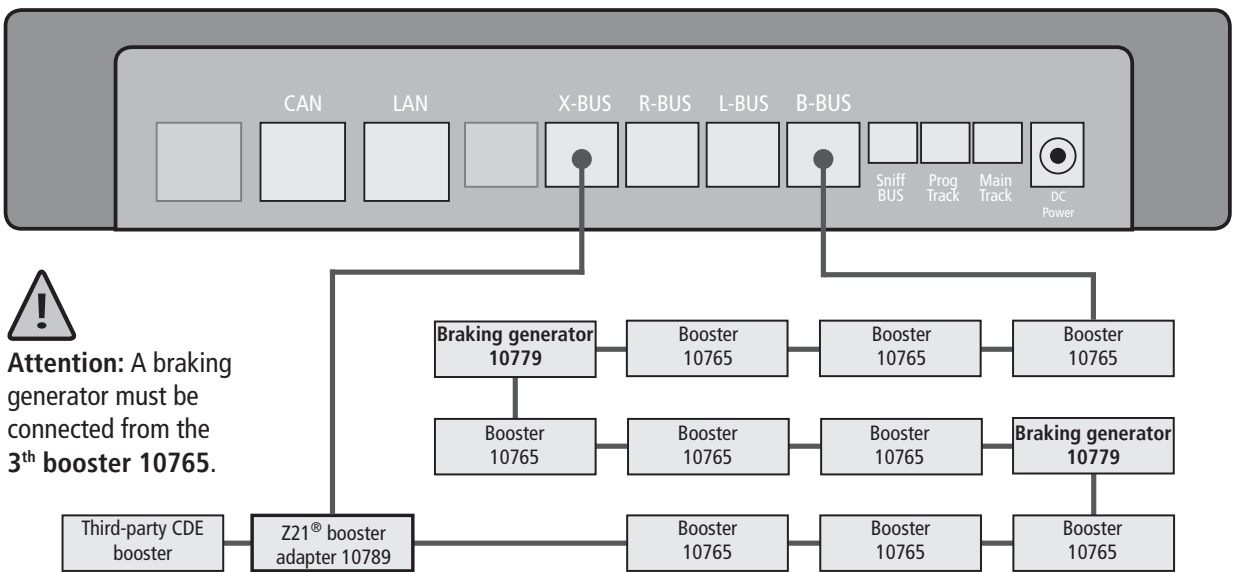 CAN LAN X-BUS R-BUS L-BUS B-BUS
Sniff BUS
Prog Track
Main Track
DC Power
!
Attention: A braking
generator must be
connected from the
3th booster 10765.
Braking generator
10779
Booster
10765
Booster
10765
Booster
10765
Booster
10765
Booster
10765
Booster
10765
Braking generator
10779
Third-party CDE
booster
Z21® booster
adapter 10789
Booster
10765
Booster
10765
Booster
10765